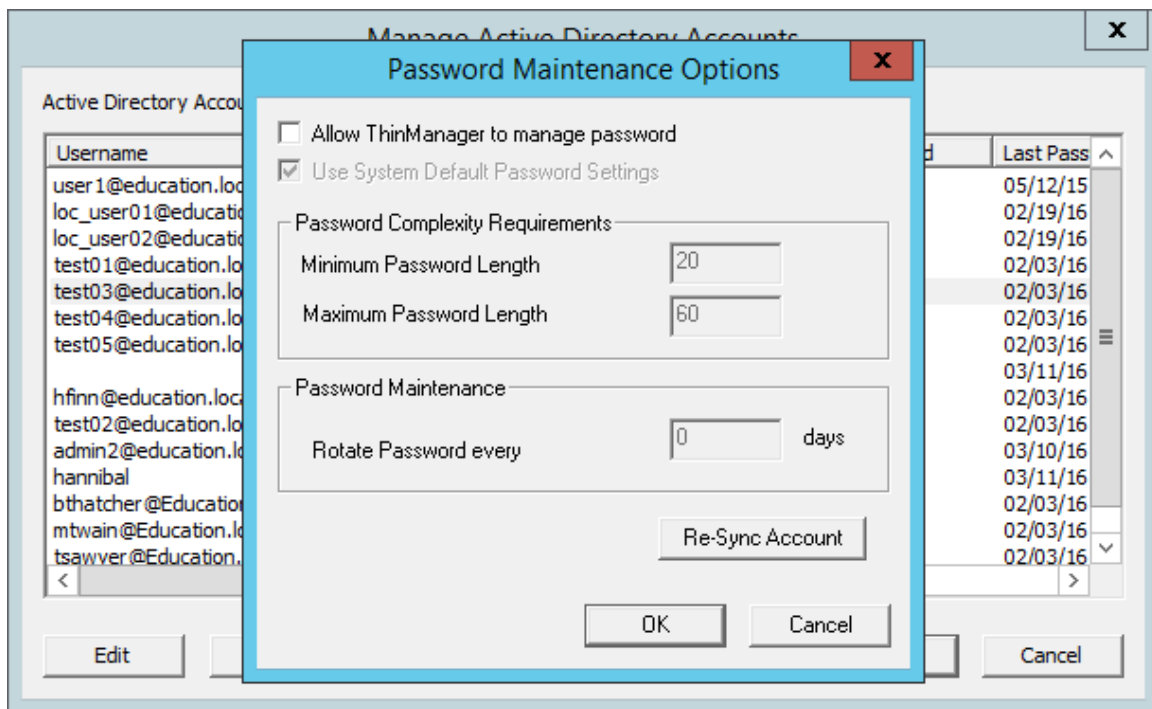 Manage Active Directory Accounts
x
Password Maintenance Options
x
Active Directory Accou
Allow ThinManager to manage password
Use System Default Password Settings
Username
d
Last Pass
user1@education.loc
05/12/15
loc_user01@educatio
02/19/16
loc_user02@educatio
02/19/16
test01@education.lo
02/03/16
test03@education.lo
02/03/16
test04@education.lo
02/03/16
test05@education.lo
02/03/16
03/11/16
hfinn@education.loca
02/03/16
test02@education.lo
02/03/16
admin2@education.lo
03/10/16
hannibal
03/11/16
bthatcher@Education
02/03/16
mtwain@Education.lo
02/03/16
tsawyer@Education.
02/03/16
Password Complexity Requirements
Minimum Password Length
20
Maximum Password Length
60
Password Maintenance
Rotate Password every
0
days
Re-Sync Account
OK
Cancel
Edit
Cancel